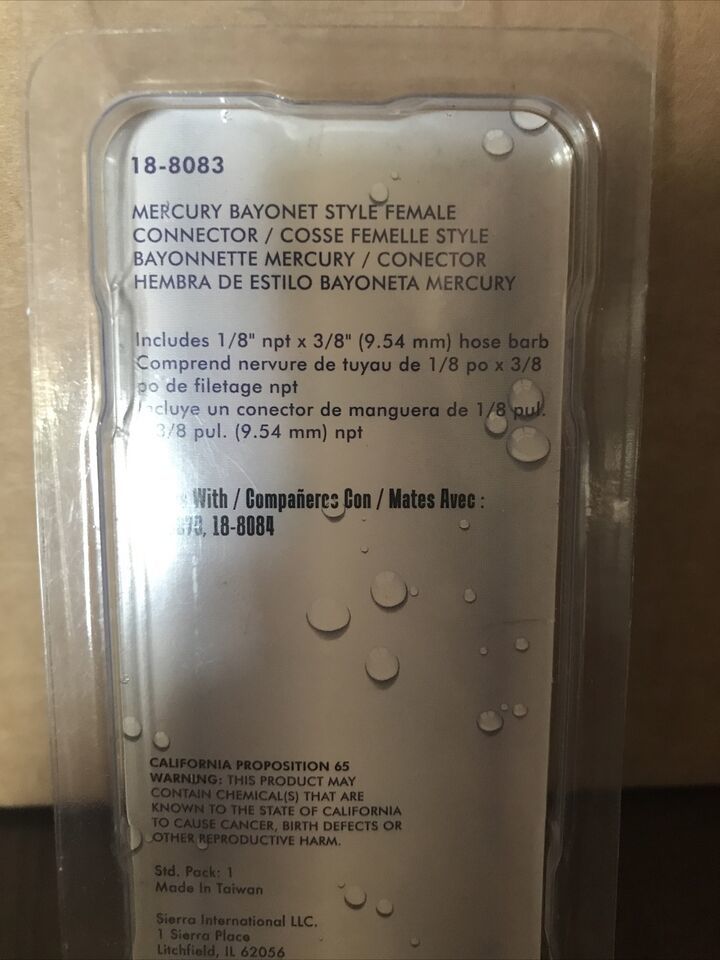 18-8083
MERCURY BAYONET STYLE FEMALE
CONNECTOR / COSSE FEMELLE STYLE
BAYONNETTE MERCURY / CONECTOR
HEMBRA DE ESTILO BAYONETA MERCURY
Includes 1/8" npt x 3/8" (9.54 mm) hose barb
Comprend nervure de tuyau de 1/8 po x 3/8
po de filetage npt
Incluye un conector de manguera de 1/8 pul.
3/8 pul. (9.54 mm) npt
With / Compañeros Con / Mates Avec :
18-8084
CALIFORNIA PROPOSITION 65
WARNING: THIS PRODUCT MAY
CONTAIN CHEMICAL(S) THAT ARE
KNOWN TO THE STATE OF CALIFORNIA
TO CAUSE CANCER, BIRTH DEFECTS OR
OTHER REPRODUCTIVE HARM.
Std. Pack: 1
Made In Taiwan
Sierra International LLC.
1 Sierra Place
Litchfield, IL 62056